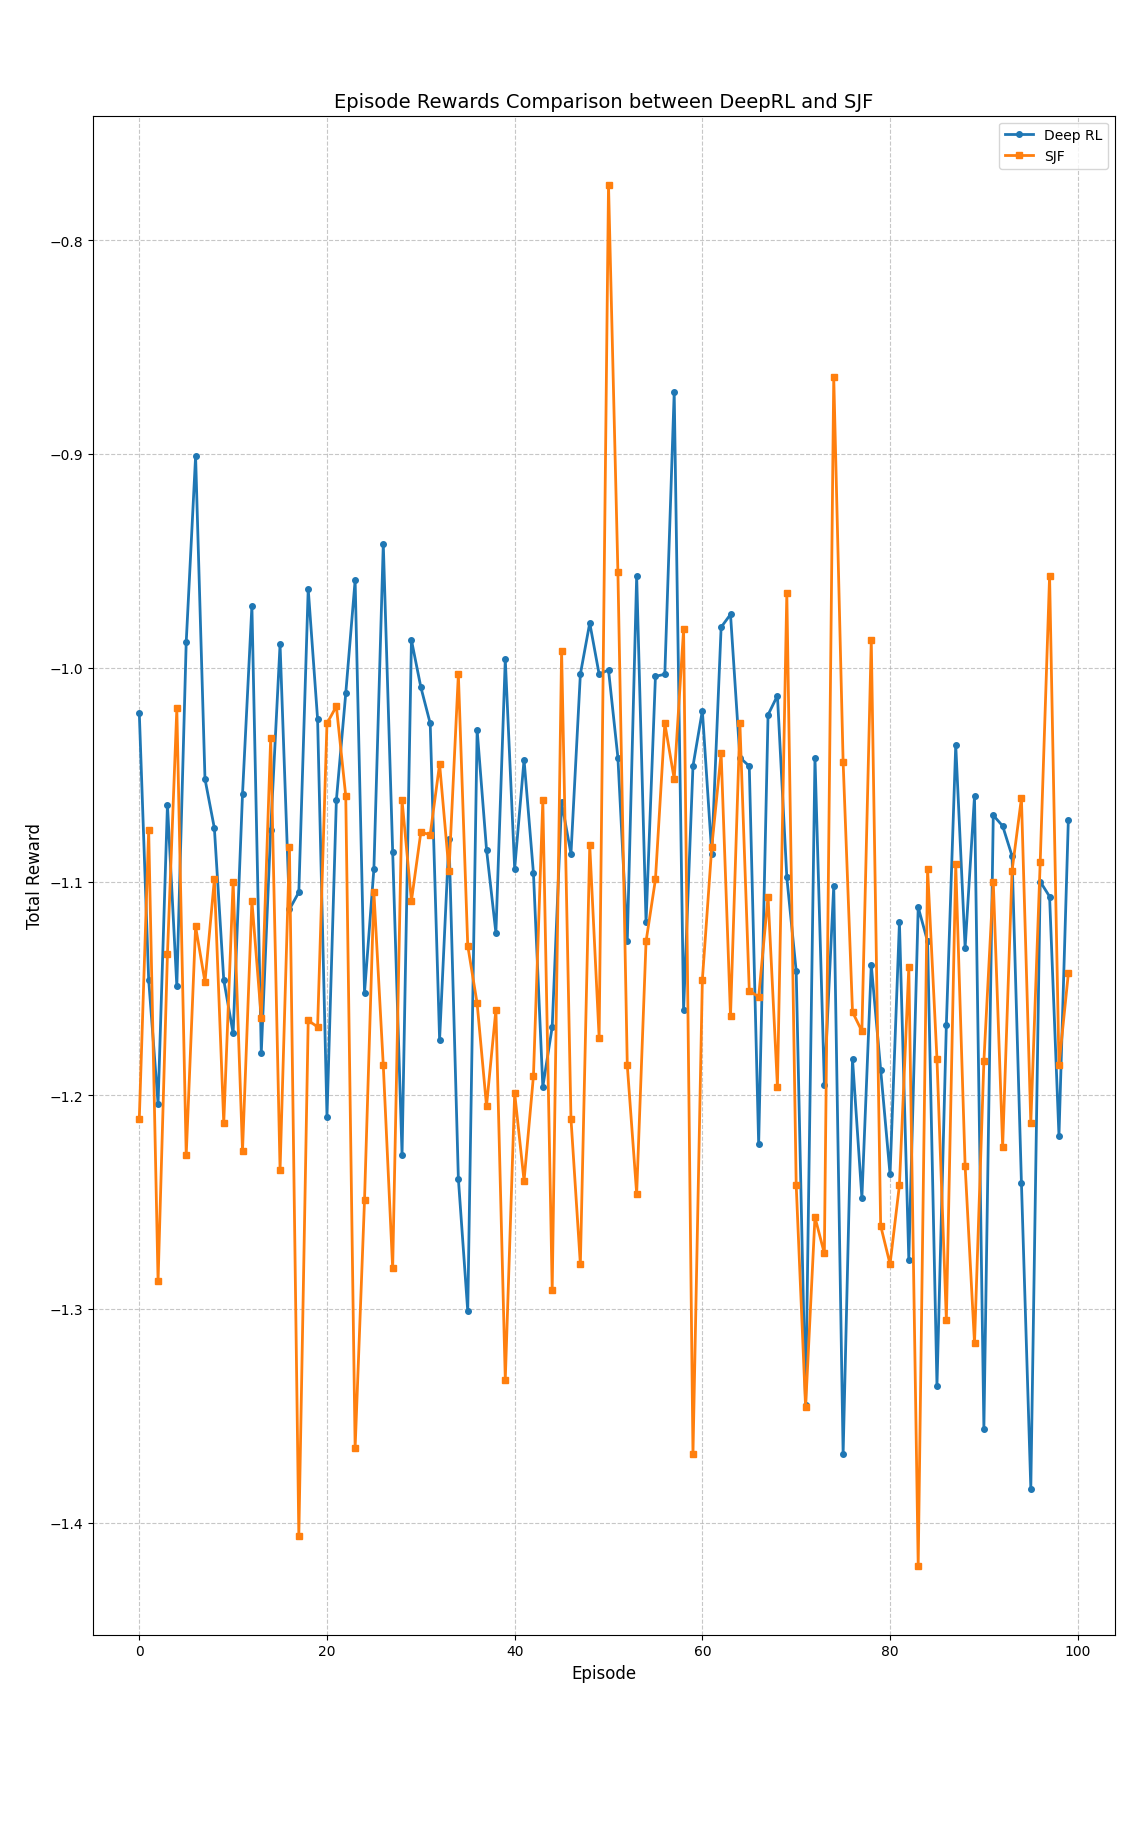 Episode Rewards Comparison between DeepRL and SJF
Deep RL
SJF
Total Reward
−0.8
−0.9
−1.0
−1.1
−1.2
−1.3
−1.4
0 20 40 60 80 100
Episode